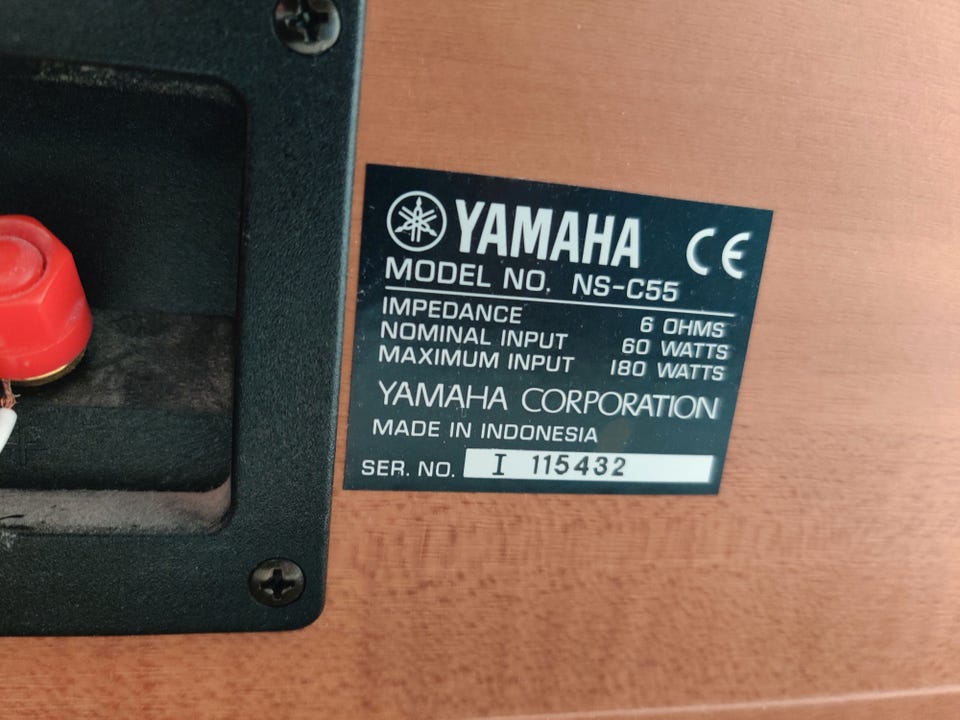 YAMAHA CE
MODEL NO. NS-C55
IMPEDANCE 6 OHMS
NOMINAL INPUT 60 WATTS
MAXIMUM INPUT 180 WATTS
YAMAHA CORPORATION
MADE IN INDONESIA
SER. NO. I 115432